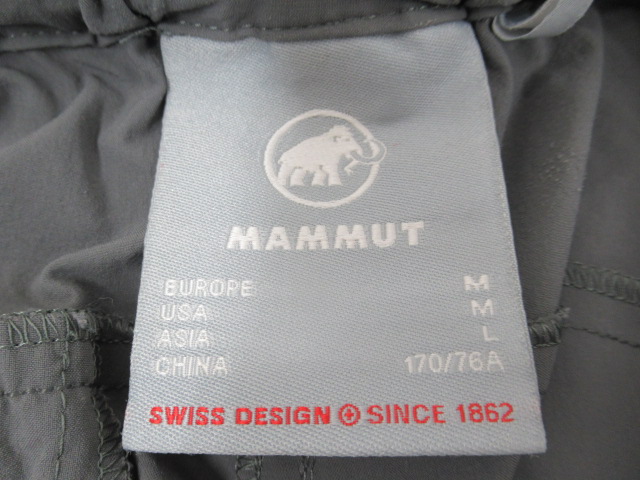 MAMMUT
EUROPE M
USA M
ASIA L
CHINA 170/76A
SWISS DESIGN SINCE 1862